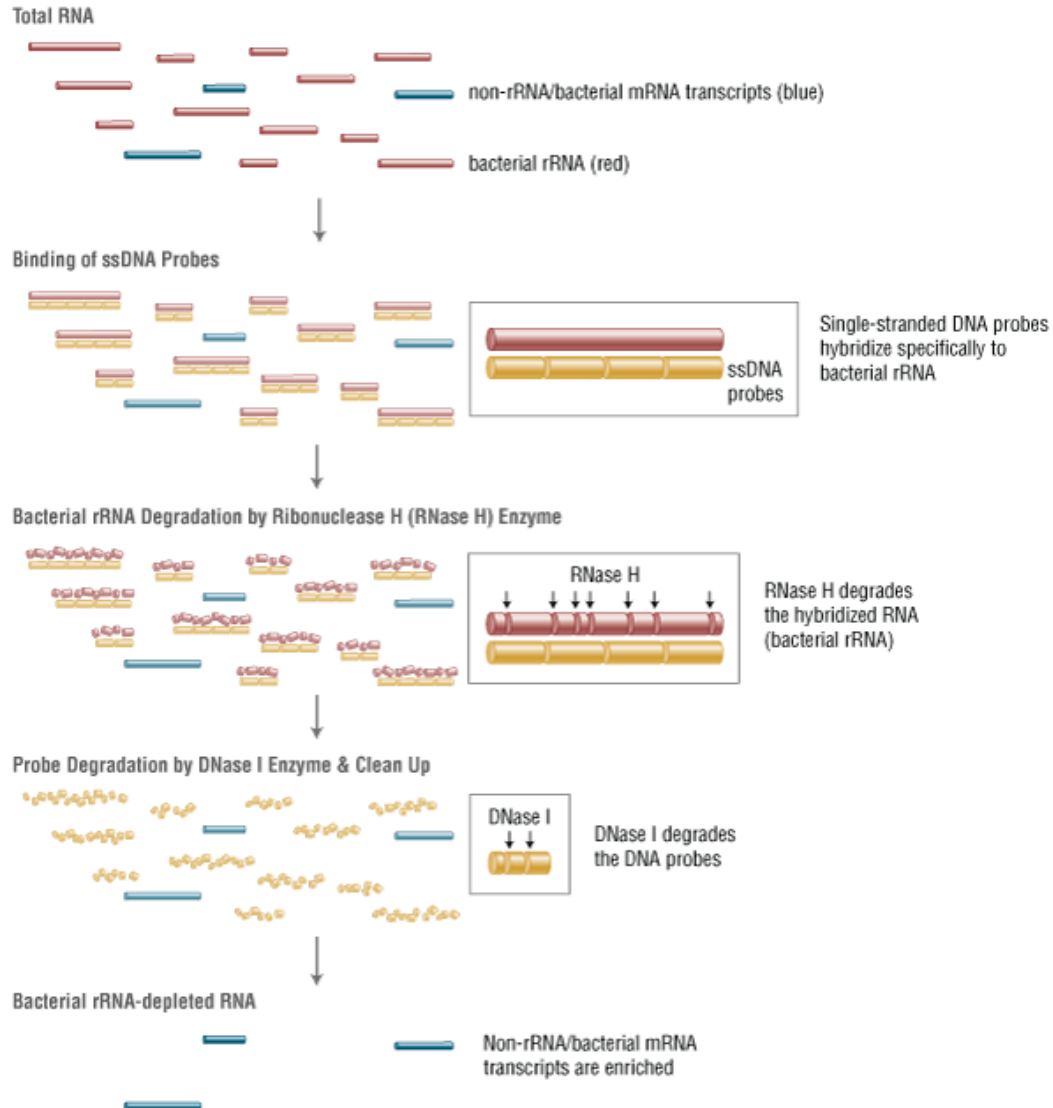 Total RNA
non-rRNA/bacterial mRNA transcripts (blue)
bacterial rRNA (red)
Binding of ssDNA Probes
ssDNA
probes
Single-stranded DNA probes
hybridize specifically to
bacterial rRNA
Bacterial rRNA Degradation by Ribonuclease H (RNase H) Enzyme
RNase H
RNase H degrades
the hybridized RNA
(bacterial rRNA)
Probe Degradation by DNase I Enzyme & Clean Up
DNase I
DNase I degrades
the DNA probes
Bacterial rRNA-depleted RNA
Non-rRNA/bacterial mRNA
transcripts are enriched